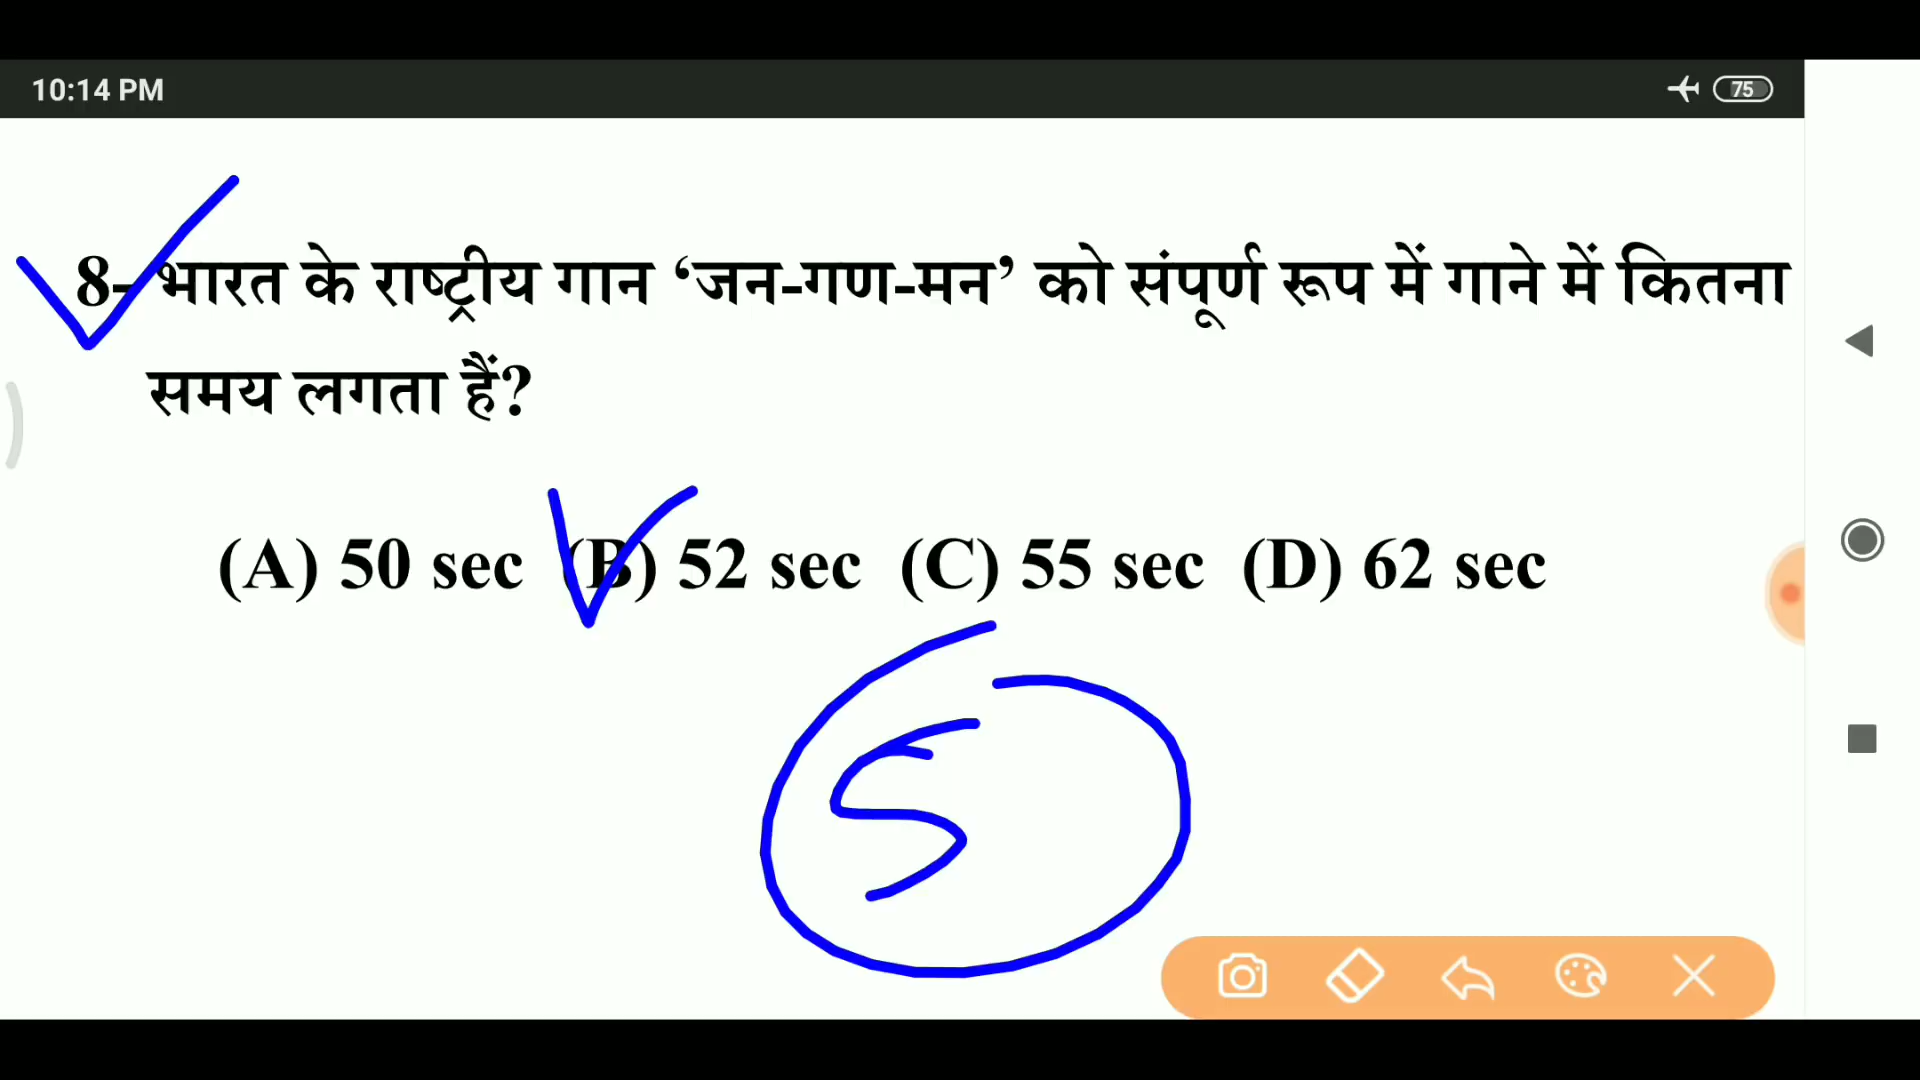 10:14 PM
75
8- भारत के राष्ट्रीय गान ‘जन-गण-मन’ को संपूर्ण रूप में गाने में कितना
समय लगता हैं?
(A) 50 sec (B) 52 sec (C) 55 sec (D) 62 sec
5